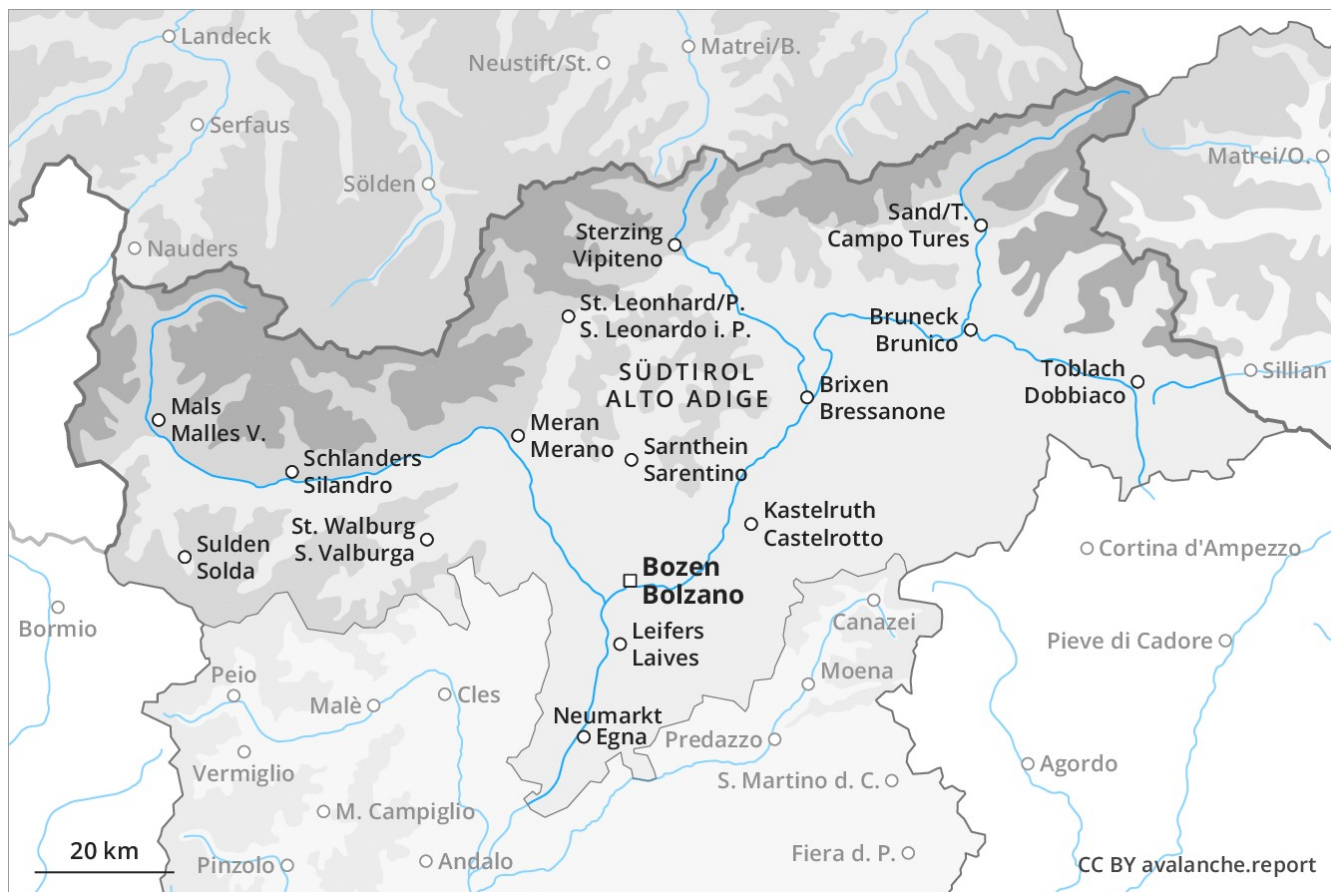 Landeck
Matrei/B.
Neustift/St.
Serfaus
Matrei/O.
Sölden
Sand/T.
Campo Tures
Sterzing
Vipiteno
Nauders
St. Leonhard/P.
S. Leonardo i. P.
Bruneck
Brunico
SÜDTIROL
ALTO ADIGE
Toblach
Dobbiaco
Sillian
Brixen
Bressanone
Mals
Malles V.
Meran
Merano
Sarnthein
Sarentino
Schlanders
Silandro
Kastelruth
Castelrotto
St. Walburg
S. Valburga
Sulden
Solda
Cortina d'Ampezzo
Bozen
Bolzano
Bormio
Canazei
Leifers
Laives
Pieve di Cadore
Peio
Moena
Malè
Cles
Neumarkt
Egna
Predazzo
Vermiglio
Agordo
S. Martino d. C.
M. Campiglio
20 km
Pinzolo
Andalo
Fiera d. P.
CC BY avalanche.report